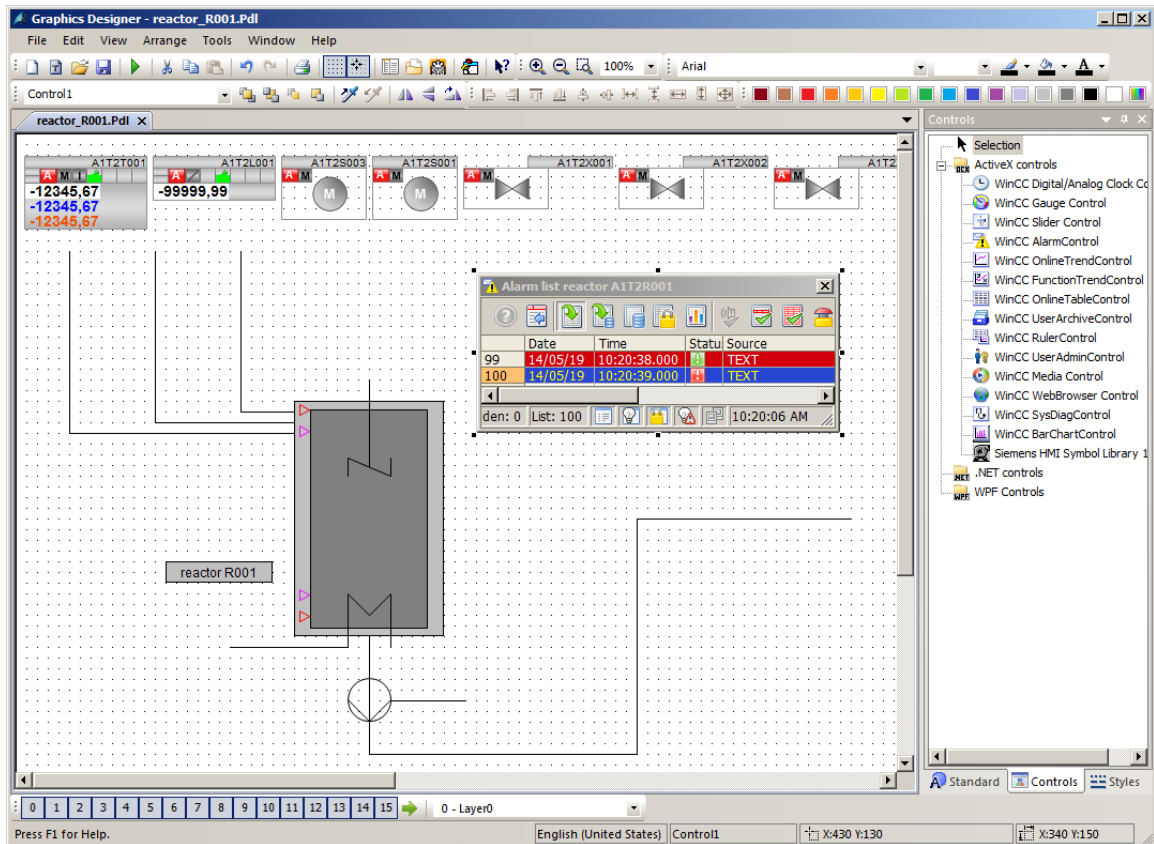 Graphics Designer - reactor_R001.Pdl
File Edit View Arrange Tools Window Help
100% Arial
Control1
reactor_R001.Pdl X
A1T2T001 A1T2L001 A1T2S003 A1T2S001 A1T2X001 A1T2X002 A1T2
A M I A A M A M A M A M A M
-12345,67 -99999,99 M M
-12345,67
-12345,67
Alarm list reactor A1T2R001
Date Time Statu Source
99 14/05/19 10:20:38.000 TEXT
100 14/05/19 10:20:39.000 TEXT
den: 0 List: 100 10:20:06 AM
reactor R001
Controls
Selection
ActiveX controls
WinCC Digital/Analog Clock Co
WinCC Gauge Control
WinCC Slider Control
WinCC AlarmControl
WinCC OnlineTrendControl
WinCC FunctionTrendControl
WinCC OnlineTableControl
WinCC UserArchiveControl
WinCC RulerControl
WinCC UserAdminControl
WinCC Media Control
WinCC WebBrowser Control
WinCC SysDiagControl
WinCC BarChartControl
Siemens HMI Symbol Library 1
.NET controls
WPF Controls
Standard Controls Styles
0 1 2 3 4 5 6 7 8 9 10 11 12 13 14 15 0 - Layer0
Press F1 for Help. English (United States) Control1 X:430 Y:130 X:340 Y:150